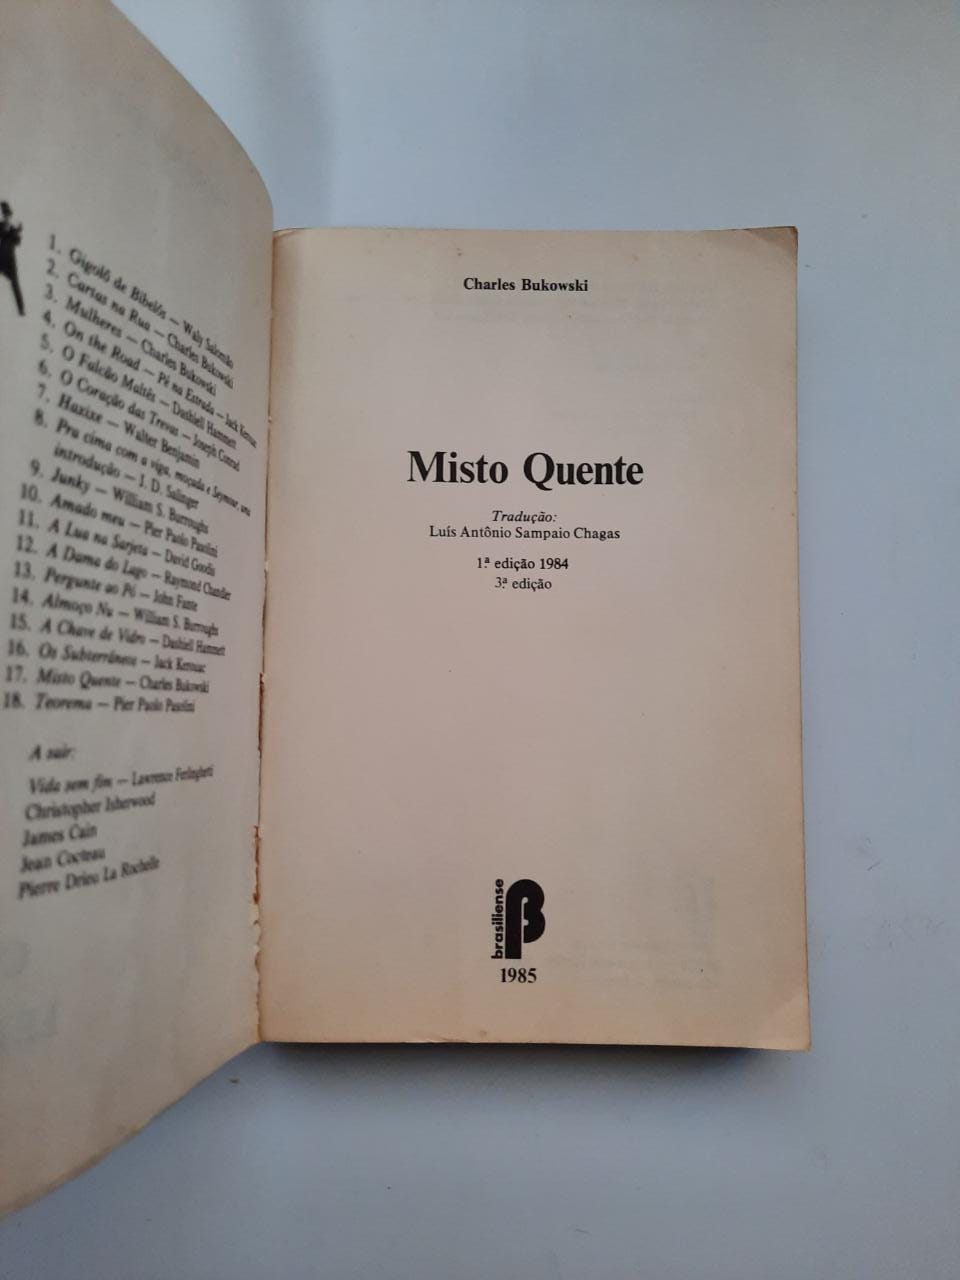 1. Gigolô de Bibelôs — Waly Salomão
2. Cartas na Rua — Charles Bukowski
3. Mulheres — Charles Bukowski
4. On the Road — Pé na Estrada — Jack Kerouac
5. O Falcão Maltês — Dashiell Hammett
6. O Coração das Trevas — Joseph Conrad
7. Haxixe — Walter Benjamin
8. Pra cima com a viga, moçada e Seymour, uma
introdução — J. D. Salinger
9. Junky — William S. Burroughs
10. Amado meu — Pier Paolo Pasolini
11. A Lua na Sarjeta — David Goodis
12. A Dama do Lago — Raymond Chandler
13. Pergunte ao Pó — John Fante
14. Almoço Nu — William S. Burroughs
15. A Chave de Vidro — Dashiell Hammett
16. Os Subterrâneos — Jack Kerouac
17. Misto Quente — Charles Bukowski
18. Teorema — Pier Paolo Pasolini
A sair:
Vida sem fim — Lawrence Ferlinghetti
Christopher Isherwood
James Cain
Jean Cocteau
Pierre Drieu La Rochelle
Charles Bukowski
Misto Quente
Tradução:
Luís Antônio Sampaio Chagas
1ª edição 1984
3ª edição
brasiliense
1985